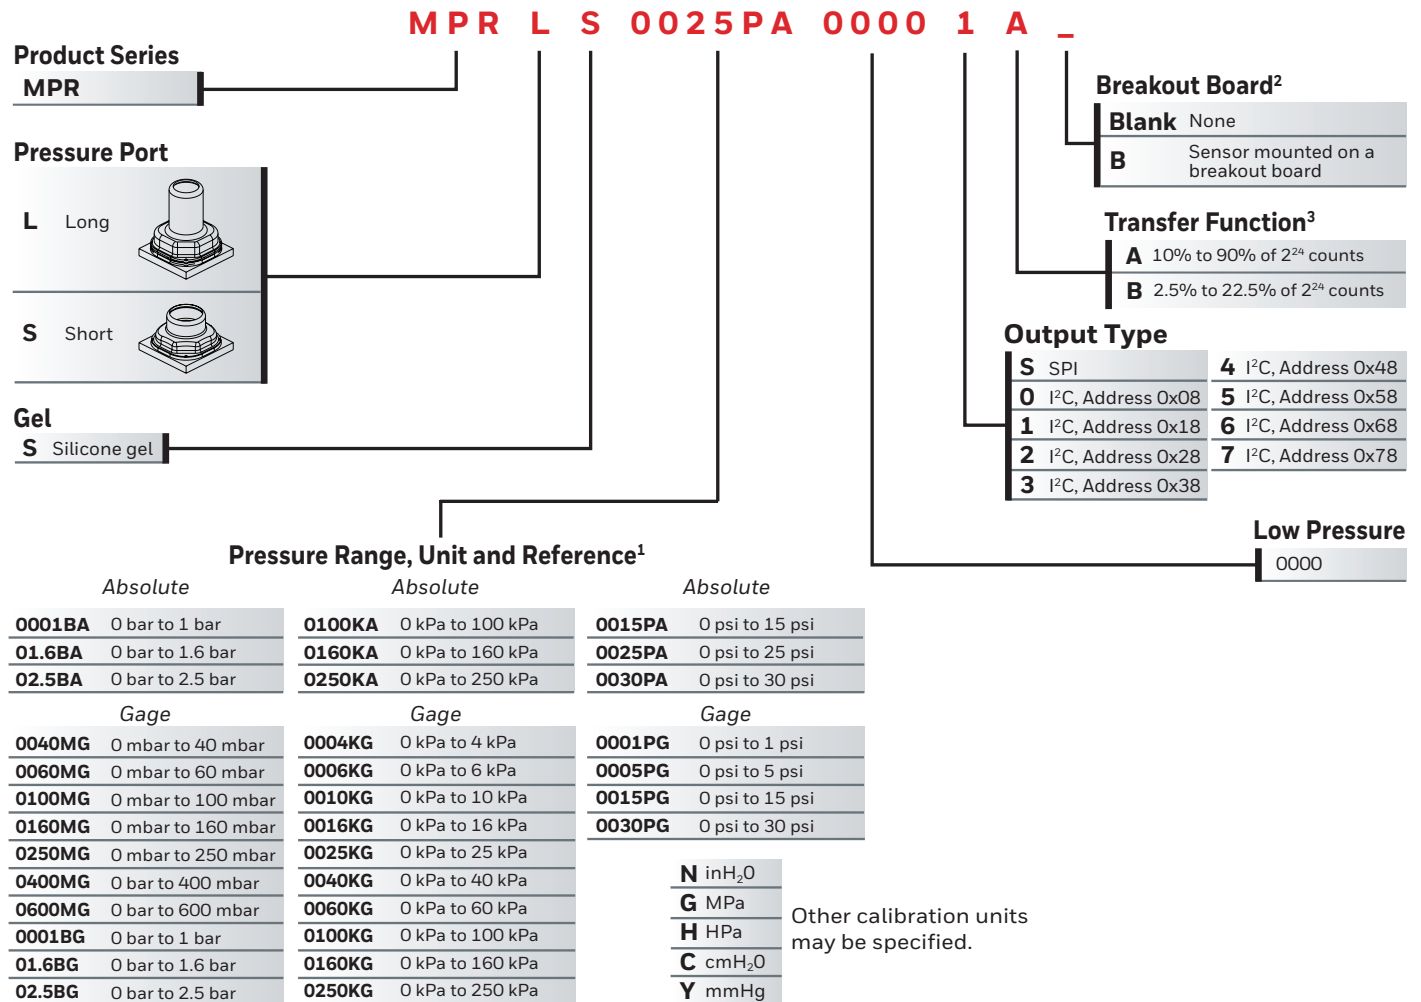 MPR L S 0025PA 0000 1 A _
Product Series
MPR
Pressure Port
L Long
S Short
Gel
S Silicone gel
Breakout Board²
Blank None
B Sensor mounted on a
breakout board
Transfer Function³
A 10% to 90% of 2²⁴ counts
B 2.5% to 22.5% of 2²⁴ counts
Output Type
S SPI
0 I²C, Address 0x08
1 I²C, Address 0x18
2 I²C, Address 0x28
3 I²C, Address 0x38
4 I²C, Address 0x48
5 I²C, Address 0x58
6 I²C, Address 0x68
7 I²C, Address 0x78
Low Pressure
0000
Pressure Range, Unit and Reference¹
Absolute
0001BA 0 bar to 1 bar
01.6BA 0 bar to 1.6 bar
02.5BA 0 bar to 2.5 bar
Gage
0040MG 0 mbar to 40 mbar
0060MG 0 mbar to 60 mbar
0100MG 0 mbar to 100 mbar
0160MG 0 mbar to 160 mbar
0250MG 0 mbar to 250 mbar
0400MG 0 bar to 400 mbar
0600MG 0 bar to 600 mbar
0001BG 0 bar to 1 bar
01.6BG 0 bar to 1.6 bar
02.5BG 0 bar to 2.5 bar
Absolute
0100KA 0 kPa to 100 kPa
0160KA 0 kPa to 160 kPa
0250KA 0 kPa to 250 kPa
Gage
0004KG 0 kPa to 4 kPa
0006KG 0 kPa to 6 kPa
0010KG 0 kPa to 10 kPa
0016KG 0 kPa to 16 kPa
0025KG 0 kPa to 25 kPa
0040KG 0 kPa to 40 kPa
0060KG 0 kPa to 60 kPa
0100KG 0 kPa to 100 kPa
0160KG 0 kPa to 160 kPa
0250KG 0 kPa to 250 kPa
Absolute
0015PA 0 psi to 15 psi
0025PA 0 psi to 25 psi
0030PA 0 psi to 30 psi
Gage
0001PG 0 psi to 1 psi
0005PG 0 psi to 5 psi
0015PG 0 psi to 15 psi
0030PG 0 psi to 30 psi
N inH₂0
G MPa
H HPa
C cmH₂0
Y mmHg
Other calibration units
may be specified.